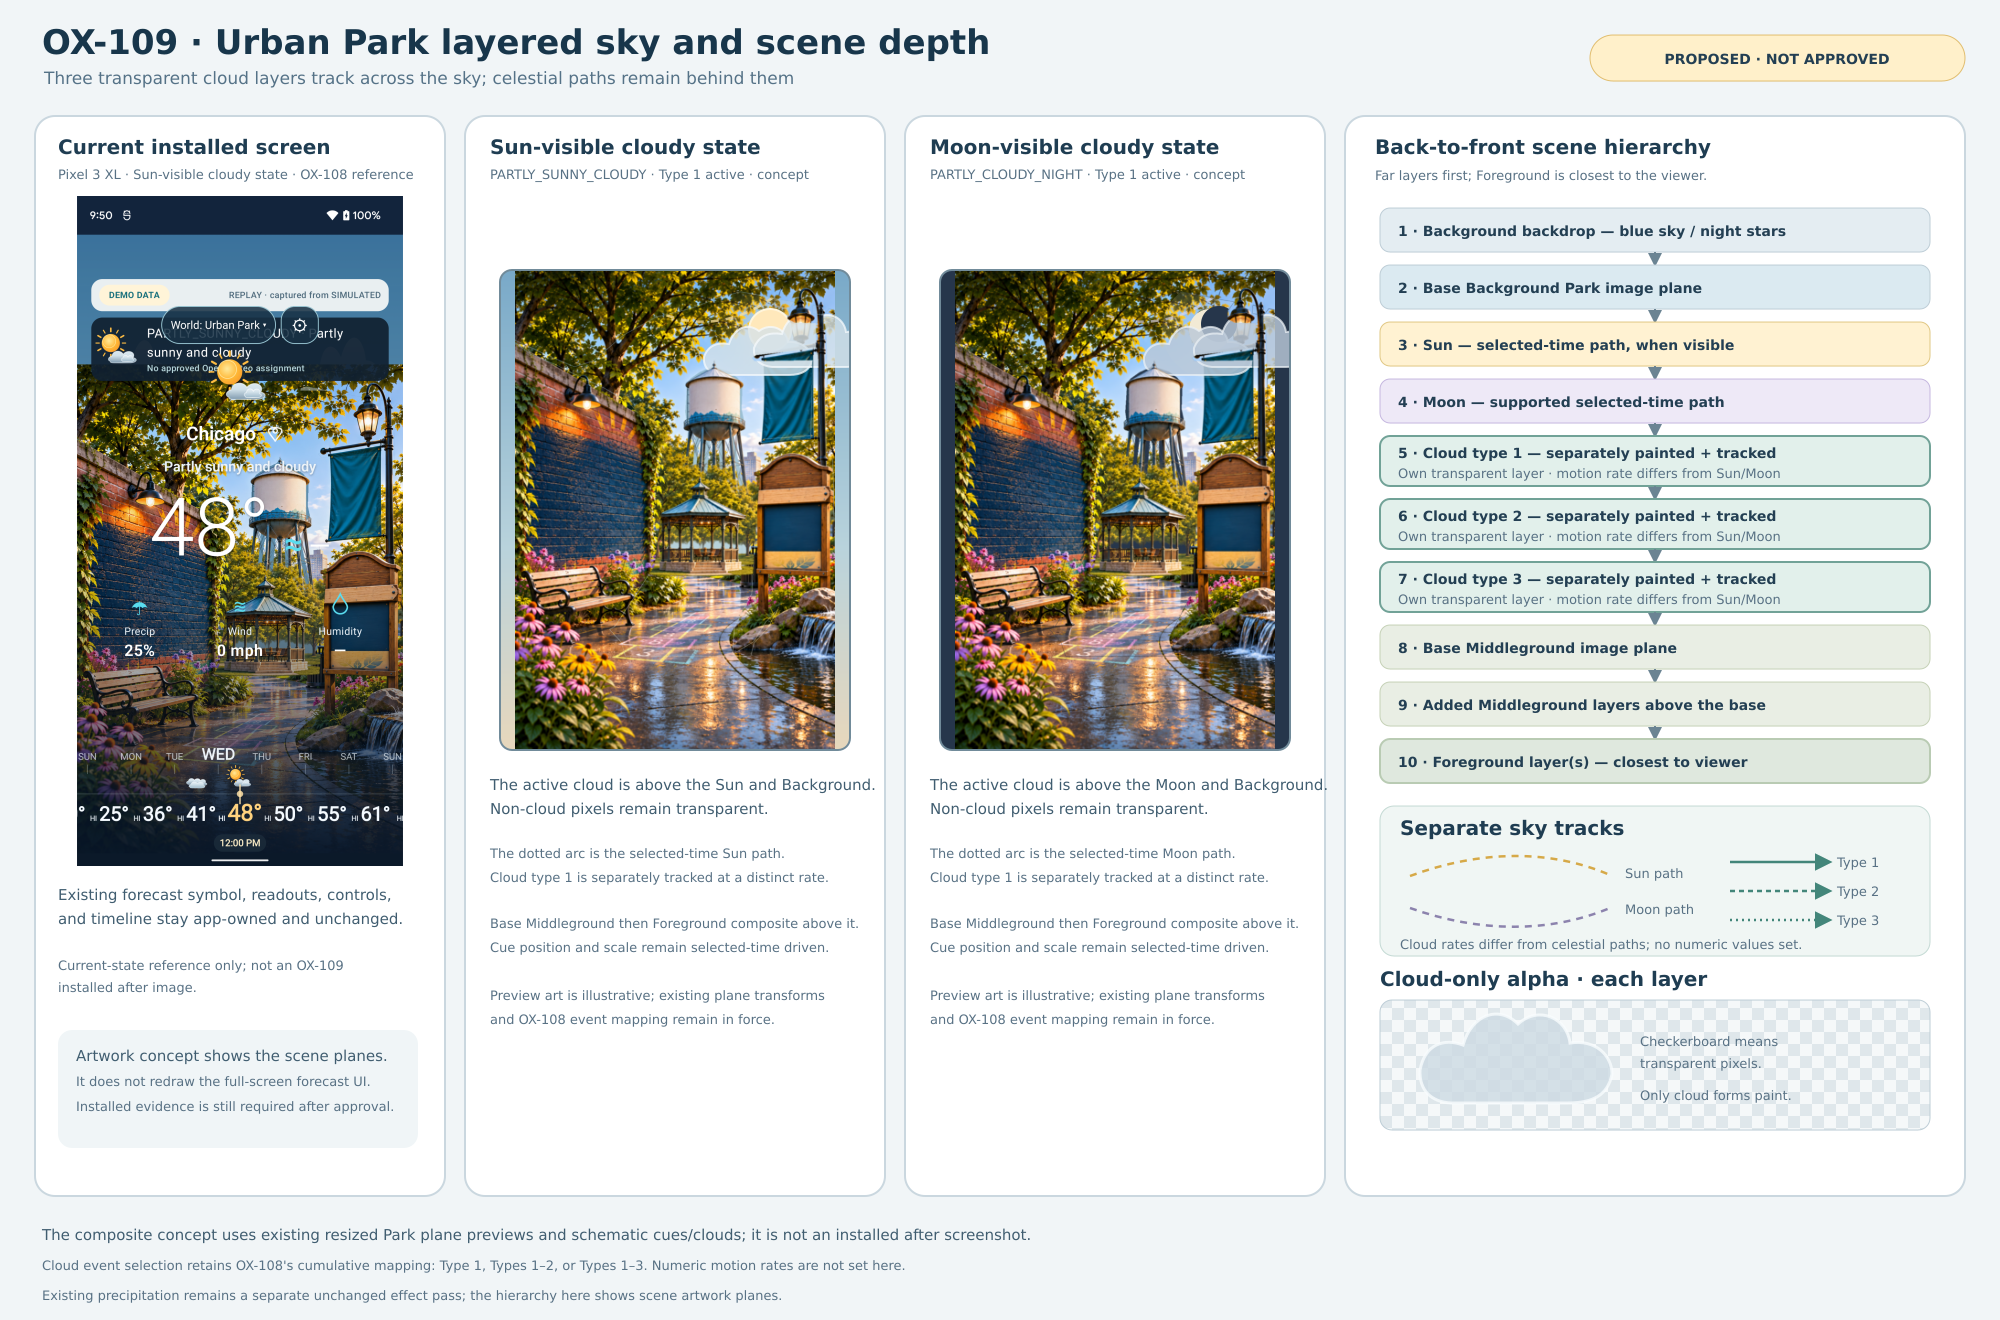 OX-109 · Urban Park layered sky and scene depth
Three transparent cloud layers track across the sky; celestial paths remain behind them
PROPOSED · NOT APPROVED
Current installed screen
Pixel 3 XL · Sun-visible cloudy state · OX-108 reference
9:50
100%
DEMO DATA
REPLAY · captured from SIMULATED
World: Urban Park
PARTLY_SUNNY_CLOUDY · Partly
sunny and cloudy
No approved assignment
Chicago
Partly sunny and cloudy
48°
Precip
Wind
Humidity
25%
0 mph
—
SUN MON TUE WED THU FRI SAT SUN
° HI 25° HI 36° HI 41° HI 48° HI 50° HI 55° HI 61° HI
12:00 PM
Existing forecast symbol, readouts, controls,
and timeline stay app-owned and unchanged.
Current-state reference only; not an OX-109
installed after image.
Artwork concept shows the scene planes.
It does not redraw the full-screen forecast UI.
Installed evidence is still required after approval.
Sun-visible cloudy state
PARTLY_SUNNY_CLOUDY · Type 1 active · concept
The active cloud is above the Sun and Background.
Non-cloud pixels remain transparent.
The dotted arc is the selected-time Sun path.
Cloud type 1 is separately tracked at a distinct rate.
Base Middleground then Foreground composite above it.
Cue position and scale remain selected-time driven.
Preview art is illustrative; existing plane transforms
and OX-108 event mapping remain in force.
Moon-visible cloudy state
PARTLY_CLOUDY_NIGHT · Type 1 active · concept
The active cloud is above the Moon and Background.
Non-cloud pixels remain transparent.
The dotted arc is the selected-time Moon path.
Cloud type 1 is separately tracked at a distinct rate.
Base Middleground then Foreground composite above it.
Cue position and scale remain selected-time driven.
Preview art is illustrative; existing plane transforms
and OX-108 event mapping remain in force.
Back-to-front scene hierarchy
Far layers first; Foreground is closest to the viewer.
1 · Background backdrop — blue sky / night stars
2 · Base Background Park image plane
3 · Sun — selected-time path, when visible
4 · Moon — supported selected-time path
5 · Cloud type 1 — separately painted + tracked
Own transparent layer · motion rate differs from Sun/Moon
6 · Cloud type 2 — separately painted + tracked
Own transparent layer · motion rate differs from Sun/Moon
7 · Cloud type 3 — separately painted + tracked
Own transparent layer · motion rate differs from Sun/Moon
8 · Base Middleground image plane
9 · Added Middleground layers above the base
10 · Foreground layer(s) — closest to viewer
Separate sky tracks
Sun path
Moon path
Type 1
Type 2
Type 3
Cloud rates differ from celestial paths; no numeric values set.
Cloud-only alpha · each layer
Checkerboard means
transparent pixels.
Only cloud forms paint.
The composite concept uses existing resized Park plane previews and schematic cues/clouds; it is not an installed after screenshot.
Cloud event selection retains OX-108's cumulative mapping: Type 1, Types 1–2, or Types 1–3. Numeric motion rates are not set here.
Existing precipitation remains a separate unchanged effect pass; the hierarchy here shows scene artwork planes.